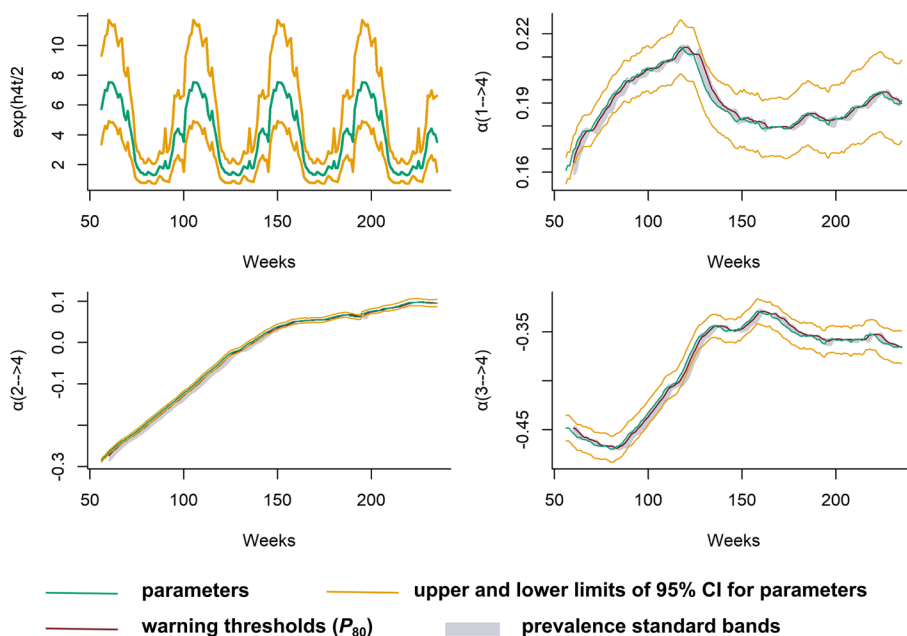 exp(h4t/2
10
8
6
4
2
50
100
150
200
Weeks
α(1-->4)
0.22
0.19
0.16
50
100
150
200
Weeks
α(2-->4)
0.1
0.0
-0.1
-0.3
50
100
150
200
Weeks
α(3-->4)
-0.35
-0.45
50
100
150
200
Weeks
parameters
upper and lower limits of 95% CI for parameters
warning thresholds (P80)
prevalence standard bands